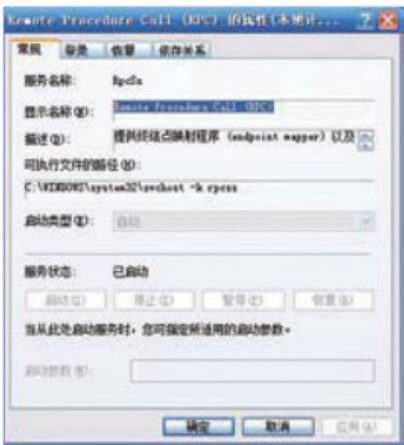 Remote Procedure Call (RPC) 的属性(本地计...
常规 登录 恢复 依存关系
服务名称: RpcSs
显示名称(N): Remote Procedure Call (RPC)
描述(D): 提供终结点映射程序 (endpoint mapper) 以及
可执行文件的路径(H):
C:\WINDOWS\system32\svchost -k rpcss
启动类型(E): 自动
服务状态: 已启动
启动(S) 停止(T) 暂停(P) 恢复(R)
当从此处启动服务时，您可指定所适用的启动参数。
启动参数(M):
确定 取消 应用(A)